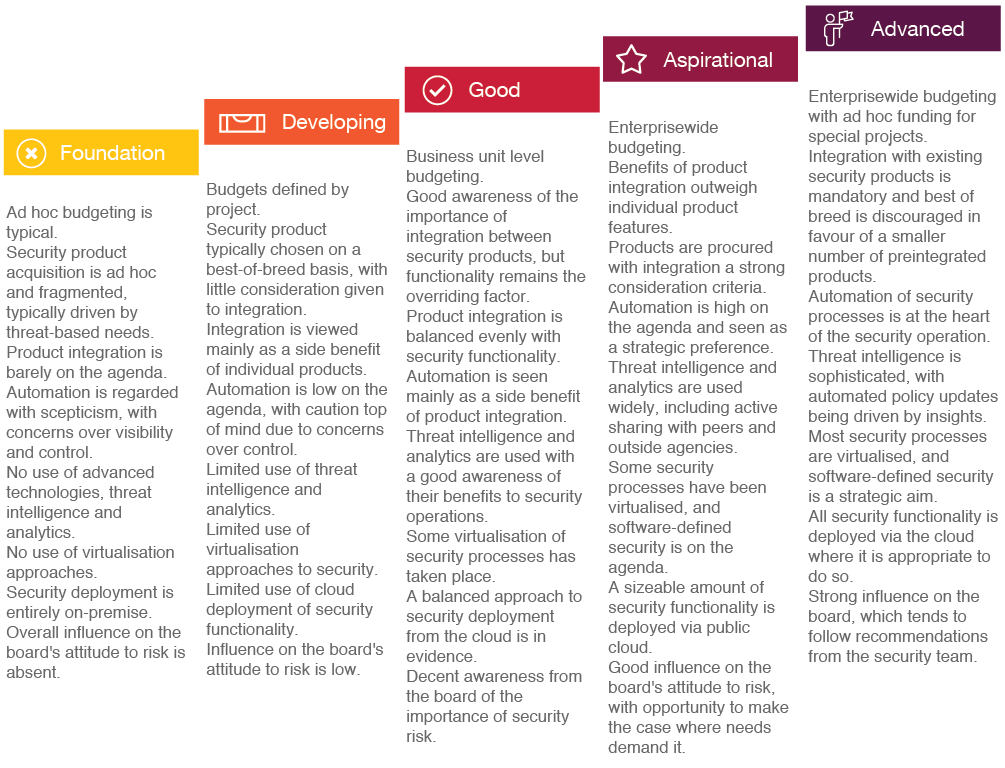 Foundation
Ad hoc budgeting is
typical.
Security product
acquisition is ad hoc
and fragmented,
typically driven by
threat-based needs.
Product integration is
barely on the agenda.
Automation is regarded
with scepticism, with
concerns over visibility
and control.
No use of advanced
technologies, threat
intelligence and
analytics.
No use of virtualisation
approaches.
Security deployment is
entirely on-premise.
Overall influence on the
board's attitude to risk is
absent.
Developing
Budgets defined by
project.
Security product
typically chosen on a
best-of-breed basis, with
little consideration given
to integration.
Integration is viewed
mainly as a side benefit
of individual products.
Automation is low on the
agenda, with caution top
of mind due to concerns
over control.
Limited use of threat
intelligence and
analytics.
Limited use of
virtualisation
approaches to security.
Limited use of cloud
deployment of security
functionality.
Influence on the board's
attitude to risk is low.
Good
Business unit level
budgeting.
Good awareness of the
importance of
integration between
security products, but
functionality remains the
overriding factor.
Product integration is
balanced evenly with
security functionality.
Automation is seen
mainly as a side benefit
of product integration.
Threat intelligence and
analytics are used with
a good awareness of
their benefits to security
operations.
Some virtualisation of
security processes has
taken place.
A balanced approach to
security deployment
from the cloud is in
evidence.
Decent awareness from
the board of the
importance of security
risk.
Aspirational
Enterprisewide
budgeting.
Benefits of product
integration outweigh
individual product
features.
Products are procured
with integration a strong
consideration criteria.
Automation is high on
the agenda and seen as
a strategic preference.
Threat intelligence and
analytics are used
widely, including active
sharing with peers and
outside agencies.
Some security
processes have been
virtualised, and
software-defined
security is on the
agenda.
A sizeable amount of
security functionality is
deployed via public
cloud.
Good influence on the
board's attitude to risk,
with opportunity to make
the case where needs
demand it.
Advanced
Enterprisewide budgeting
with ad hoc funding for
special projects.
Integration with existing
security products is
mandatory and best of
breed is discouraged in
favour of a smaller
number of preintegrated
products.
Automation of security
processes is at the heart
of the security operation.
Threat intelligence is
sophisticated, with
automated policy updates
being driven by insights.
Most security processes
are virtualised, and
software-defined security
is a strategic aim.
All security functionality is
deployed via the cloud
where it is appropriate to
do so.
Strong influence on the
board, which tends to
follow recommendations
from the security team.